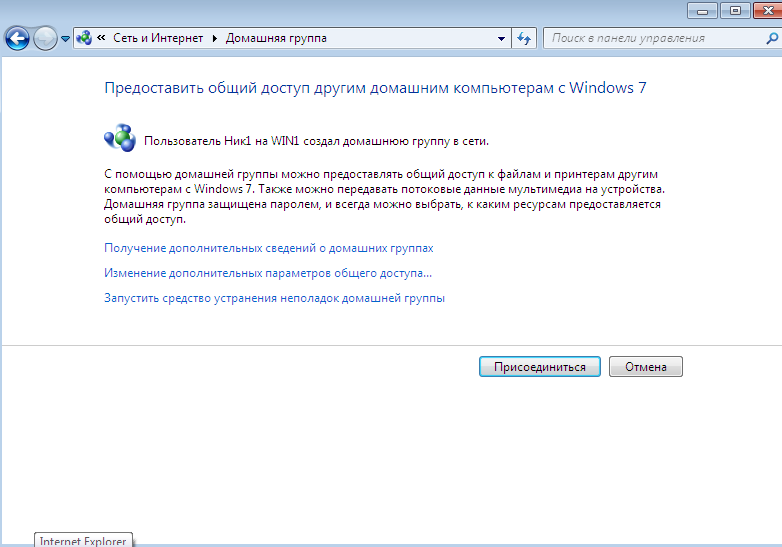 « Сеть и Интернет ▸ Домашняя группа
Поиск в панели управления
Предоставить общий доступ другим домашним компьютерам с Windows 7
Пользователь Ник1 на WIN1 создал домашнюю группу в сети.
С помощью домашней группы можно предоставлять общий доступ к файлам и принтерам другим
компьютерам с Windows 7. Также можно передавать потоковые данные мультимедиа на устройства.
Домашняя группа защищена паролем, и всегда можно выбрать, к каким ресурсам предоставляется
общий доступ.
Получение дополнительных сведений о домашних группах
Изменение дополнительных параметров общего доступа...
Запустить средство устранения неполадок домашней группы
Присоединиться
Отмена
Internet Explorer